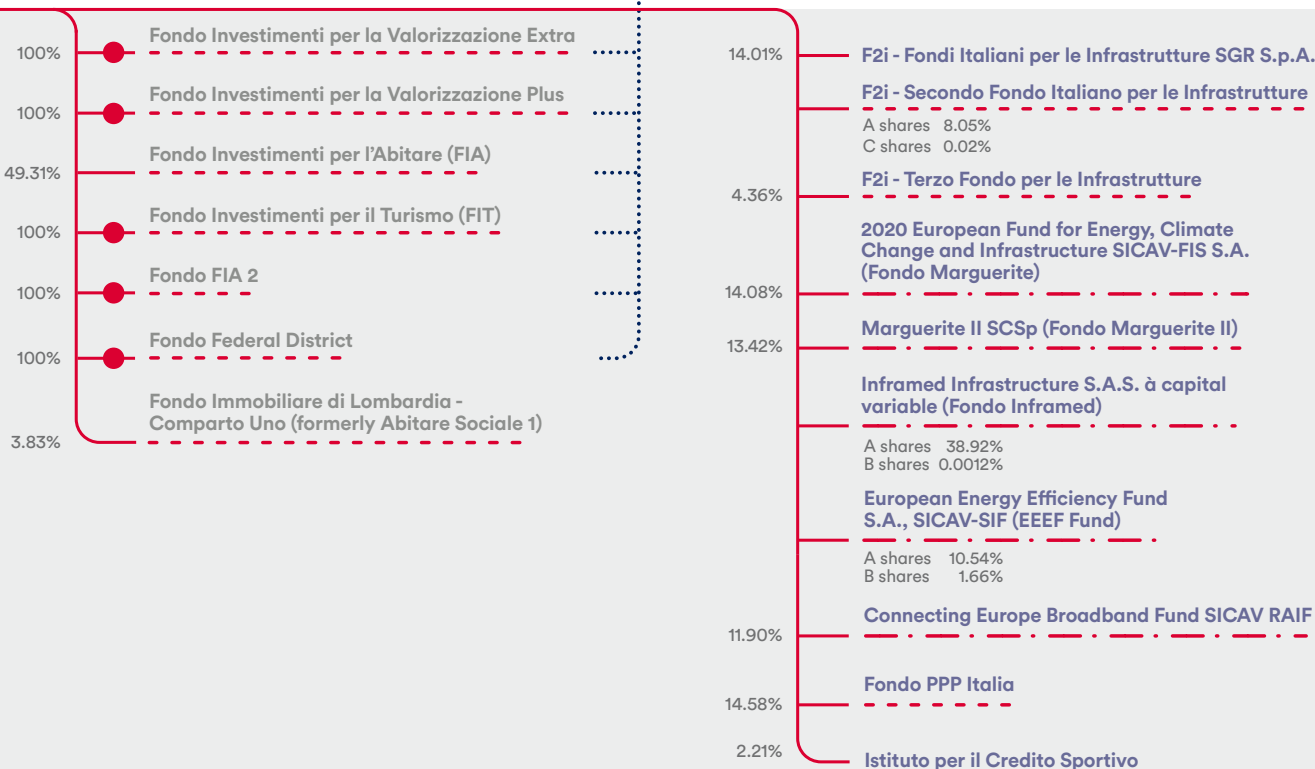 Fondo Investimenti per la Valorizzazione Extra
100%
Fondo Investimenti per la Valorizzazione Plus
100%
Fondo Investimenti per l'Abitare (FIA)
49.31%
Fondo Investimenti per il Turismo (FIT)
100%
Fondo FIA 2
100%
Fondo Federal District
100%
Fondo Immobiliare di Lombardia -
Comparto Uno (formerly Abitare Sociale 1)
3.83%
14.01%
F2i - Fondi Italiani per le Infrastrutture SGR S.p.A.
F2i - Secondo Fondo Italiano per le Infrastrutture
A shares 8.05%
C shares 0.02%
F2i - Terzo Fondo per le Infrastrutture
4.36%
2020 European Fund for Energy, Climate
Change and Infrastructure SICAV-FIS S.A.
(Fondo Marguerite)
14.08%
Marguerite II SCSp (Fondo Marguerite II)
13.42%
Inframed Infrastructure S.A.S. à capital
variable (Fondo Inframed)
A shares 38.92%
B shares 0.0012%
European Energy Efficiency Fund
S.A., SICAV-SIF (EEEF Fund)
A shares 10.54%
B shares 1.66%
Connecting Europe Broadband Fund SICAV RAIF
11.90%
Fondo PPP Italia
14.58%
2.21%
Istituto per il Credito Sportivo